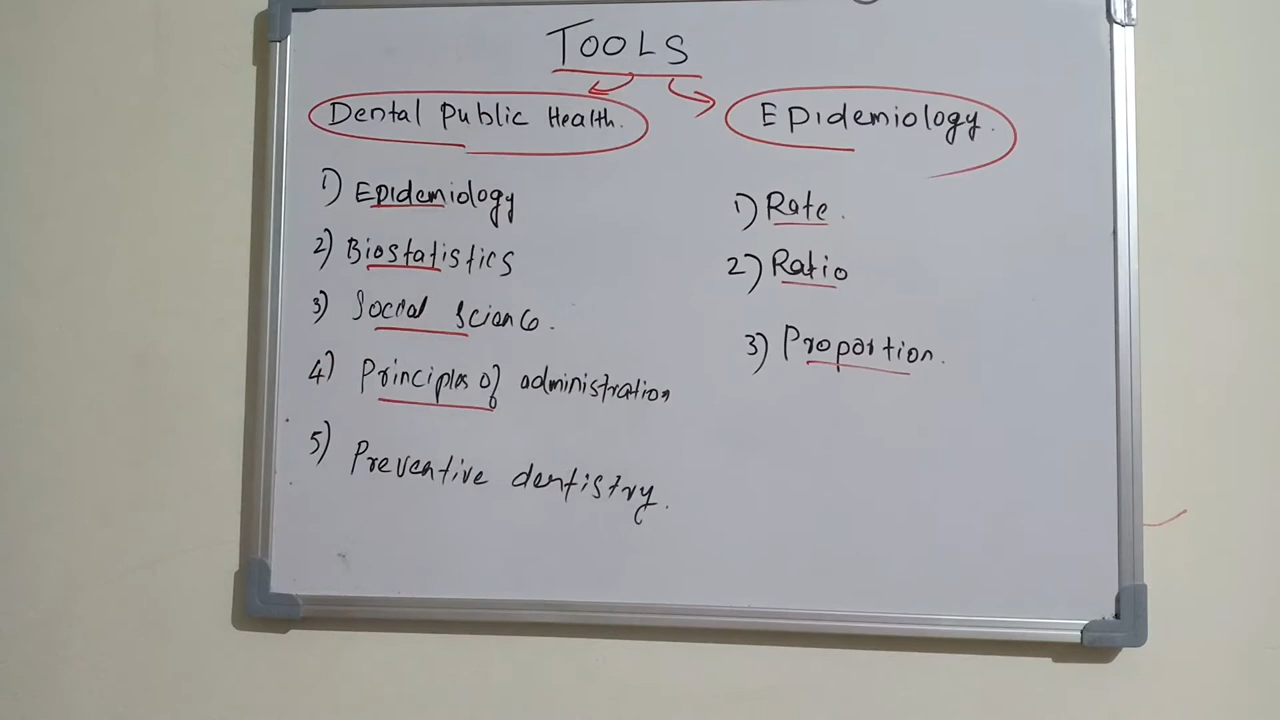 TOOLS
Dental Public Health.
Epidemiology.
1) Epidemiology
2) Biostatistics
3) Social Science.
4) Principles of administration
5) Preventive dentistry.
1) Rate.
2) Ratio
3) Proportion.